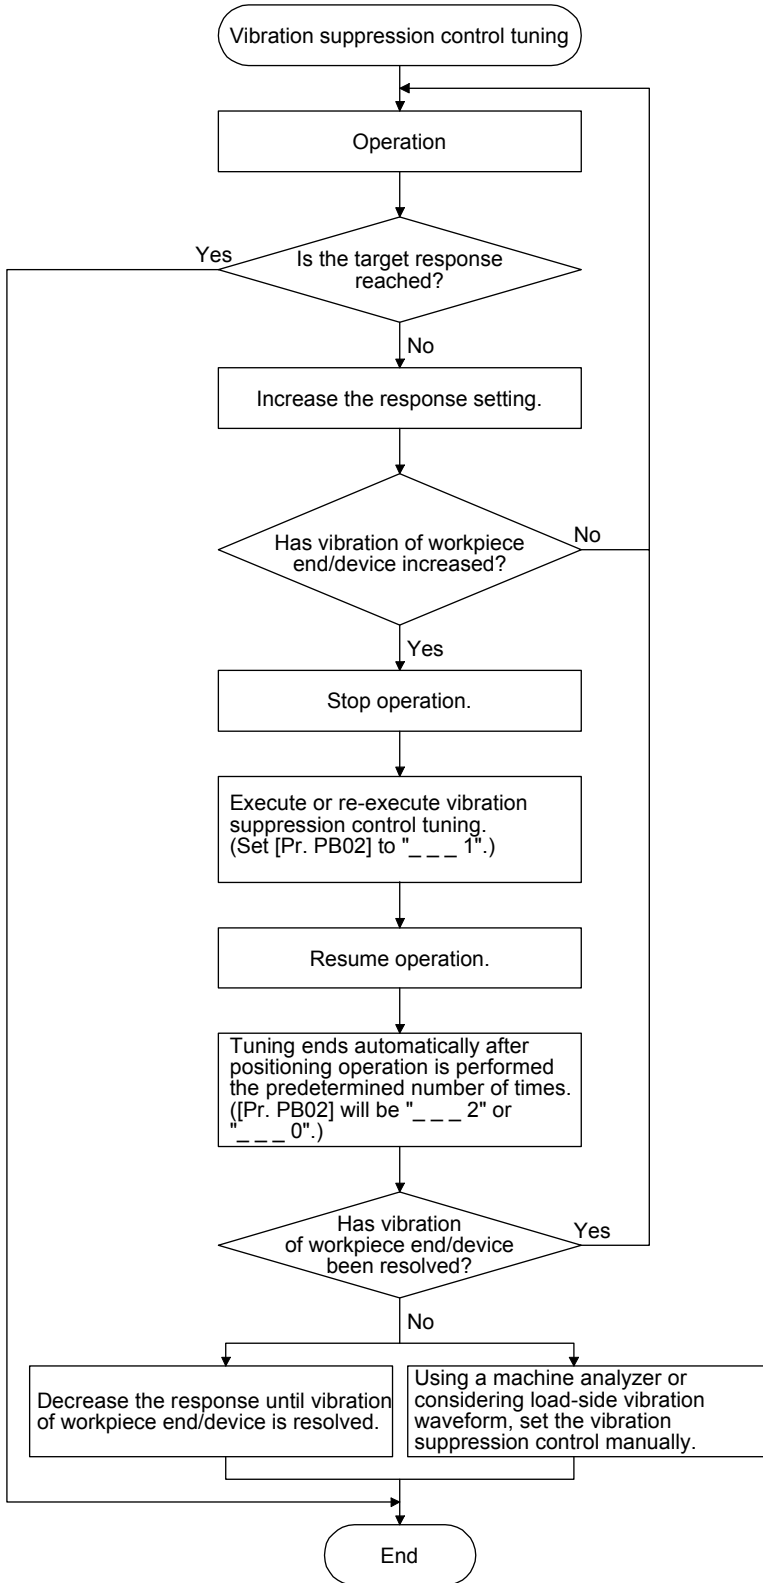 Vibration suppression control tuning
Operation
Yes
Is the target response
reached?
No
Increase the response setting.
Has vibration of workpiece
end/device increased?
No
Yes
Stop operation.
Execute or re-execute vibration
suppression control tuning.
(Set [Pr. PB02] to "_ _ _ 1".)
Resume operation.
Tuning ends automatically after
positioning operation is performed
the predetermined number of times.
([Pr. PB02] will be "_ _ _ 2" or
"_ _ _ 0".)
Has vibration
of workpiece end/device
been resolved?
Yes
No
Decrease the response until vibration
of workpiece end/device is resolved.
Using a machine analyzer or
considering load-side vibration
waveform, set the vibration
suppression control manually.
End